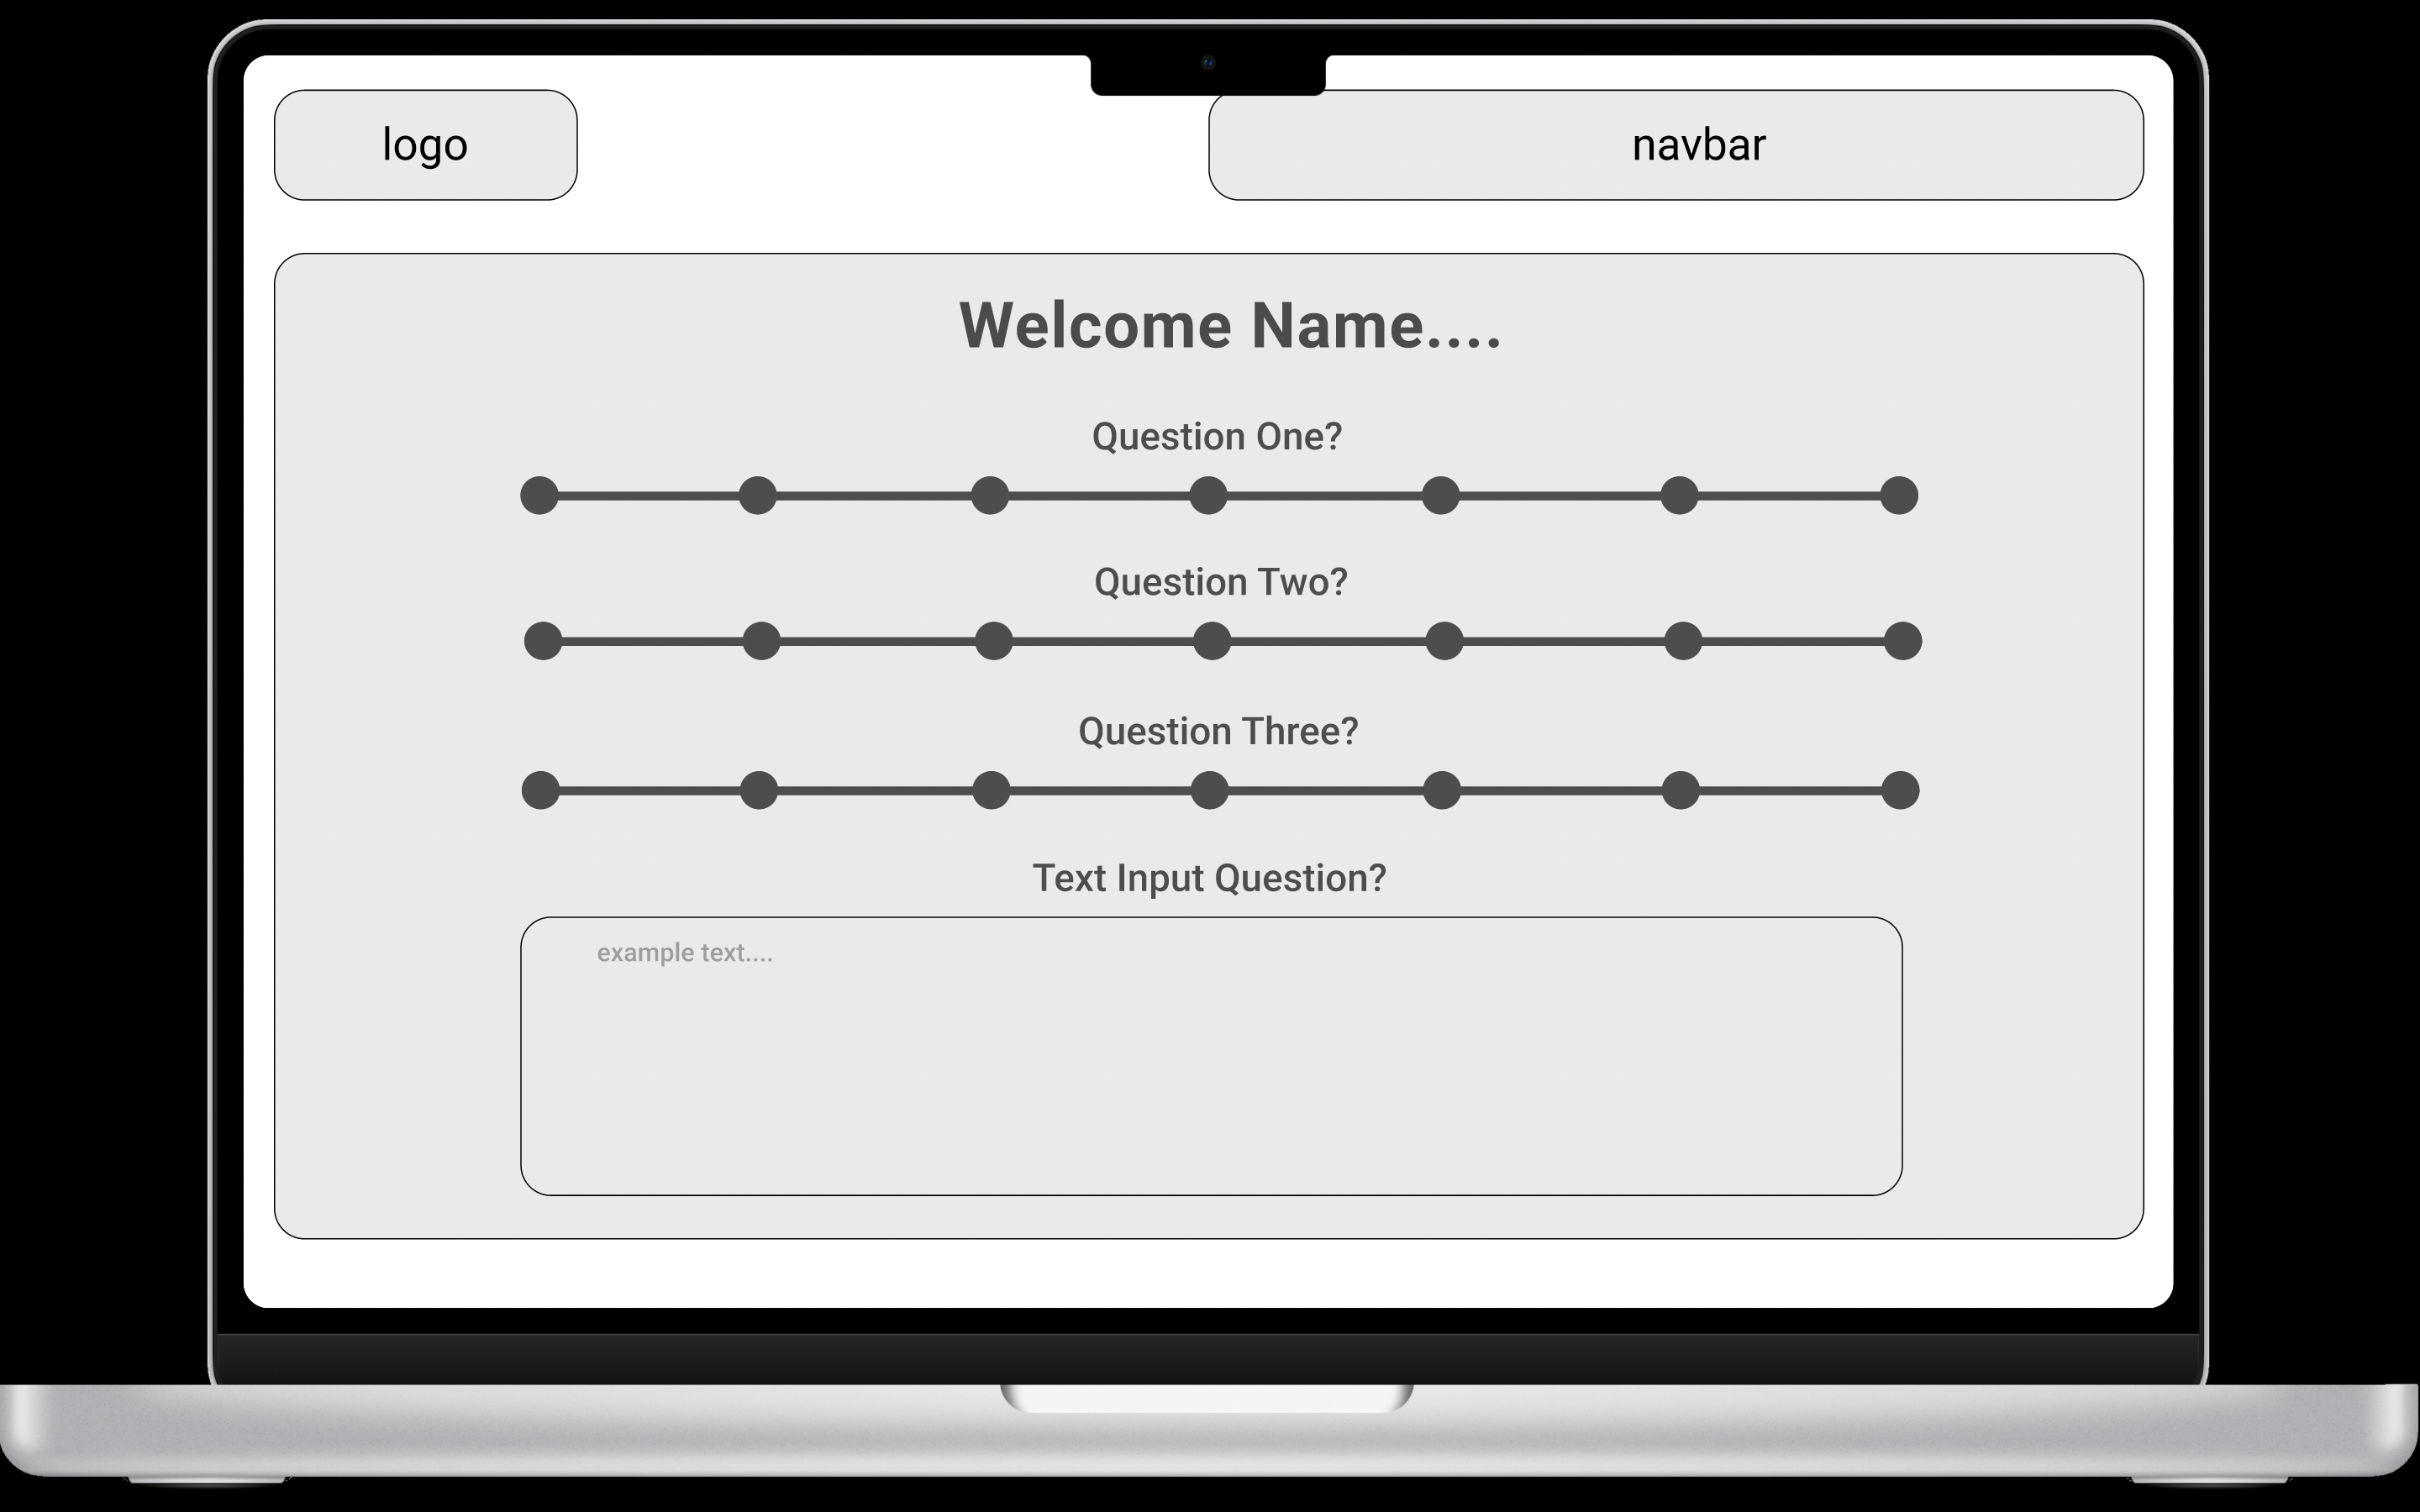 logo
navbar
Welcome Name....
Question One?
Question Two?
Question Three?
Text Input Question?
example text....